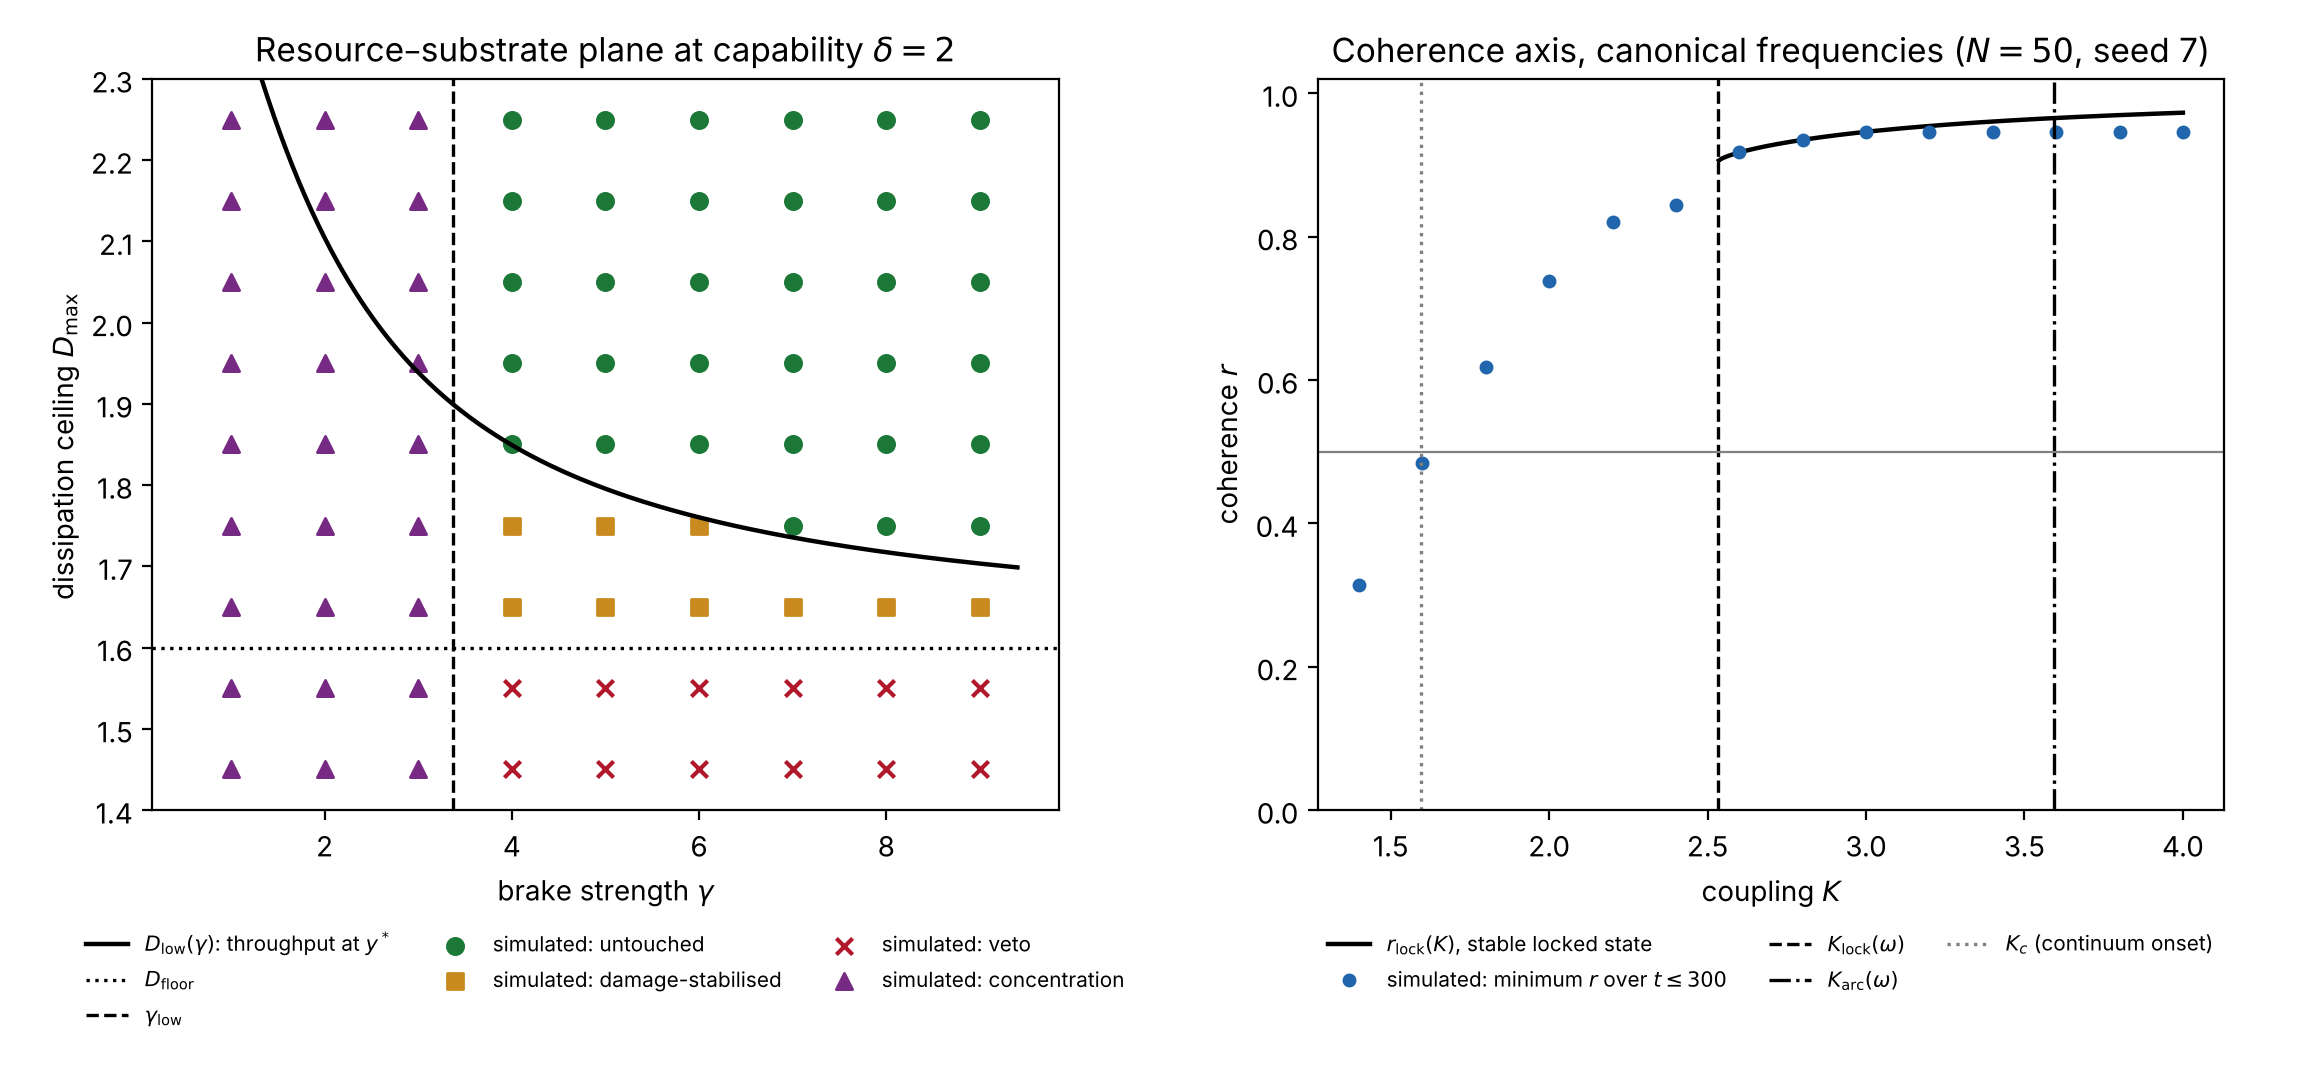 Resource–substrate plane at capability δ = 2
dissipation ceiling D_max
2.3
2.2
2.1
2.0
1.9
1.8
1.7
1.6
1.5
1.4
2 4 6 8
brake strength γ
D_low(γ): throughput at y*
D_floor
γ_low
simulated: untouched
simulated: damage-stabilised
simulated: veto
simulated: concentration
Coherence axis, canonical frequencies (N = 50, seed 7)
coherence r
1.0
0.8
0.6
0.4
0.2
0.0
1.5 2.0 2.5 3.0 3.5 4.0
coupling K
r_lock(K), stable locked state
simulated: minimum r over t ≤ 300
K_lock(ω)
K_arc(ω)
K_c (continuum onset)